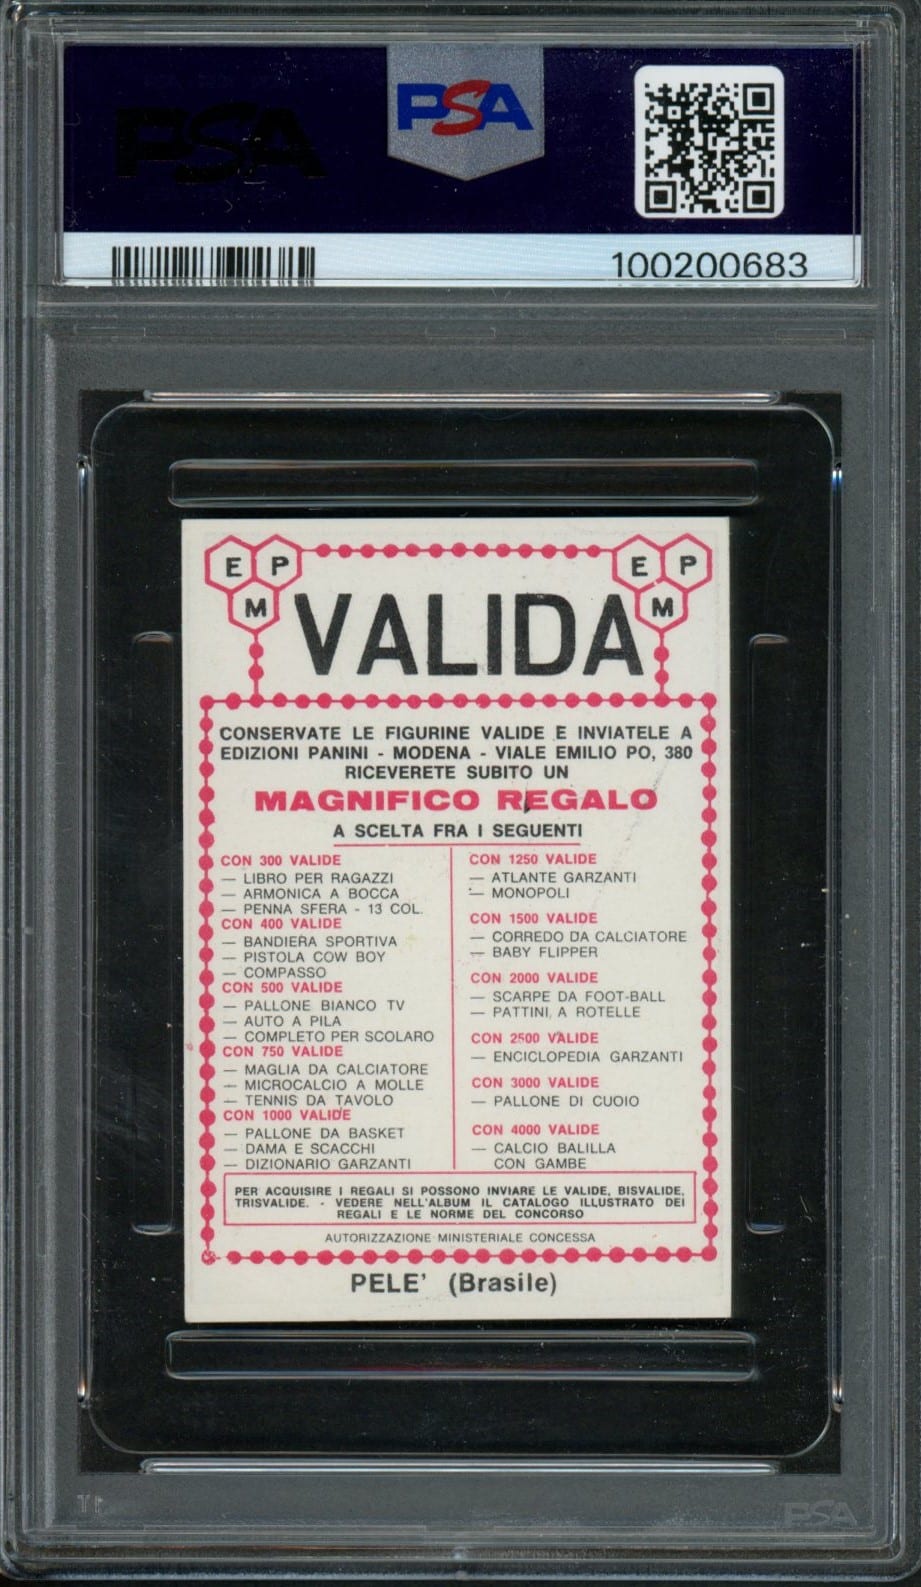 PSA
PSA
100200683
E P
M
E P
M
VALIDA
CONSERVATE LE FIGURINE VALIDE E INVIATELE A
EDIZIONI PANINI - MODENA - VIALE EMILIO PO, 380
RICEVERETE SUBITO UN
MAGNIFICO REGALO
A SCELTA FRA I SEGUENTI
CON 300 VALIDE
— LIBRO PER RAGAZZI
— ARMONICA A BOCCA
— PENNA SFERA - 13 COL.
CON 400 VALIDE
— BANDIERA SPORTIVA
— PISTOLA COW BOY
— COMPASSO
CON 500 VALIDE
— PALLONE BIANCO TV
— AUTO A PILA
— COMPLETO PER SCOLARO
CON 750 VALIDE
— MAGLIA DA CALCIATORE
— MICROCALCIO A MOLLE
— TENNIS DA TAVOLO
CON 1000 VALIDE
— PALLONE DA BASKET
— DAMA E SCACCHI
— DIZIONARIO GARZANTI
CON 1250 VALIDE
— ATLANTE GARZANTI
— MONOPOLI
CON 1500 VALIDE
— CORREDO DA CALCIATORE
— BABY FLIPPER
CON 2000 VALIDE
— SCARPE DA FOOT-BALL
— PATTINI A ROTELLE
CON 2500 VALIDE
— ENCICLOPEDIA GARZANTI
CON 3000 VALIDE
— PALLONE DI CUOIO
CON 4000 VALIDE
— CALCIO BALILLA
CON GAMBE
PER ACQUISIRE I REGALI SI POSSONO INVIARE LE VALIDE, BISVALIDE,
TRISVALIDE. - VEDERE NELL'ALBUM IL CATALOGO ILLUSTRATO DEI
REGALI E LE NORME DEL CONCORSO
AUTORIZZAZIONE MINISTERIALE CONCESSA
PELE' (Brasile)
PSA